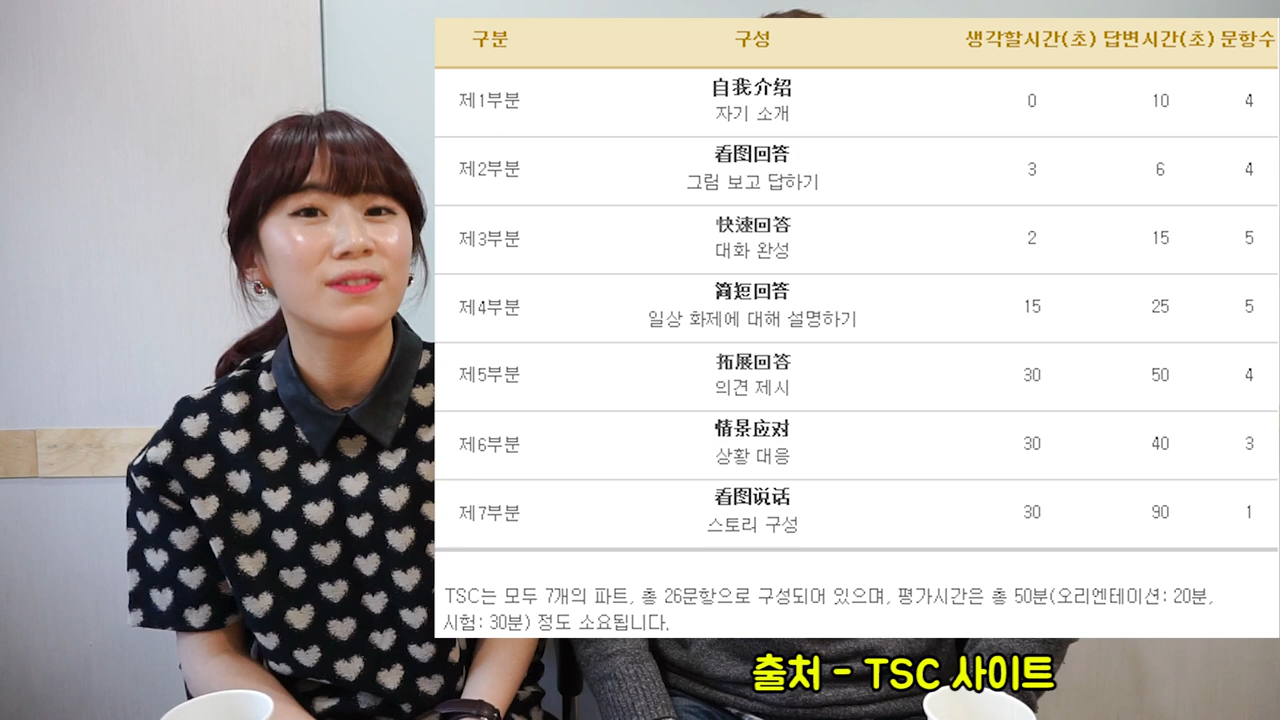 구분 구성 생각할시간(초) 답변시간(초) 문항수
自我介绍
제1부분 0 10 4
자기 소개
看图回答
제2부분 3 6 4
그림 보고 답하기
快速回答
제3부분 2 15 5
대화 완성
简短回答
제4부분 15 25 5
일상 화제에 대해 설명하기
拓展回答
제5부분 30 50 4
의견 제시
情景应对
제6부분 30 40 3
상황 대응
看图说话
제7부분 30 90 1
스토리 구성
TSC는 모두 7개의 파트, 총 26문항으로 구성되어 있으며, 평가시간은 총 50분(오리엔테이션: 20분,
시험: 30분) 정도 소요됩니다.
출처 - TSC 사이트